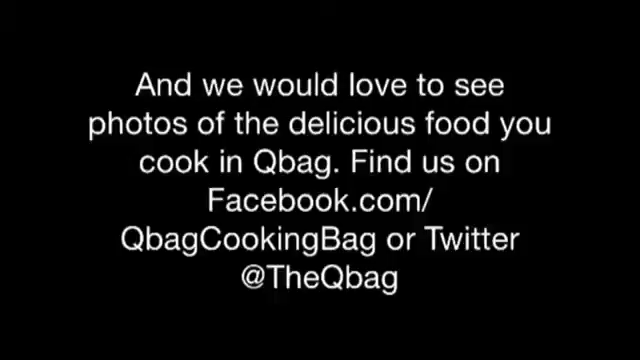 And we would love to see
photos of the delicious food you
cook in Qbag. Find us on
Facebook.com/
QbagCookingBag or Twitter
@TheQbag